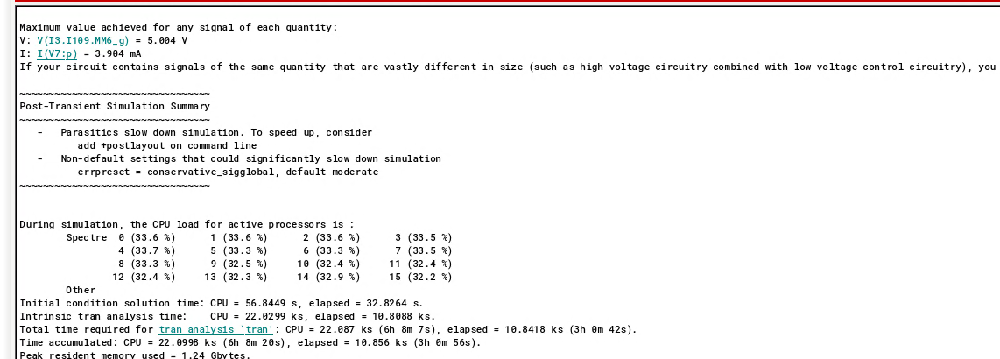 Maximum value achieved for any signal of each quantity:
V: V(I3.I109.MM6_g) = 5.004 V
I: I(V7:p) = 3.904 mA
If your circuit contains signals of the same quantity that are vastly different in size (such as high voltage circuitry combined with low voltage control circuitry), you
~~~~~~~~~~~~~~~~~~~~~~~~~~~~~~~~~
Post-Transient Simulation Summary
~~~~~~~~~~~~~~~~~~~~~~~~~~~~~~~~~
- Parasitics slow down simulation. To speed up, consider
add +postlayout on command line
- Non-default settings that could significantly slow down simulation
errpreset = conservative_sigglobal, default moderate
~~~~~~~~~~~~~~~~~~~~~~~~~~~~~~~~~
During simulation, the CPU load for active processors is :
Spectre 0 (33.6 %) 1 (33.6 %) 2 (33.6 %) 3 (33.5 %)
4 (33.7 %) 5 (33.3 %) 6 (33.3 %) 7 (33.5 %)
8 (33.3 %) 9 (32.5 %) 10 (32.4 %) 11 (32.4 %)
12 (32.4 %) 13 (32.3 %) 14 (32.9 %) 15 (32.2 %)
Other
Initial condition solution time: CPU = 56.8449 s, elapsed = 32.8264 s.
Intrinsic tran analysis time: CPU = 22.0299 ks, elapsed = 10.8088 ks.
Total time required for tran analysis `tran': CPU = 22.087 ks (6h 8m 7s), elapsed = 10.8418 ks (3h 0m 42s).
Time accumulated: CPU = 22.0998 ks (6h 8m 20s), elapsed = 10.856 ks (3h 0m 56s).
Peak resident memory used = 1.24 Gbytes.